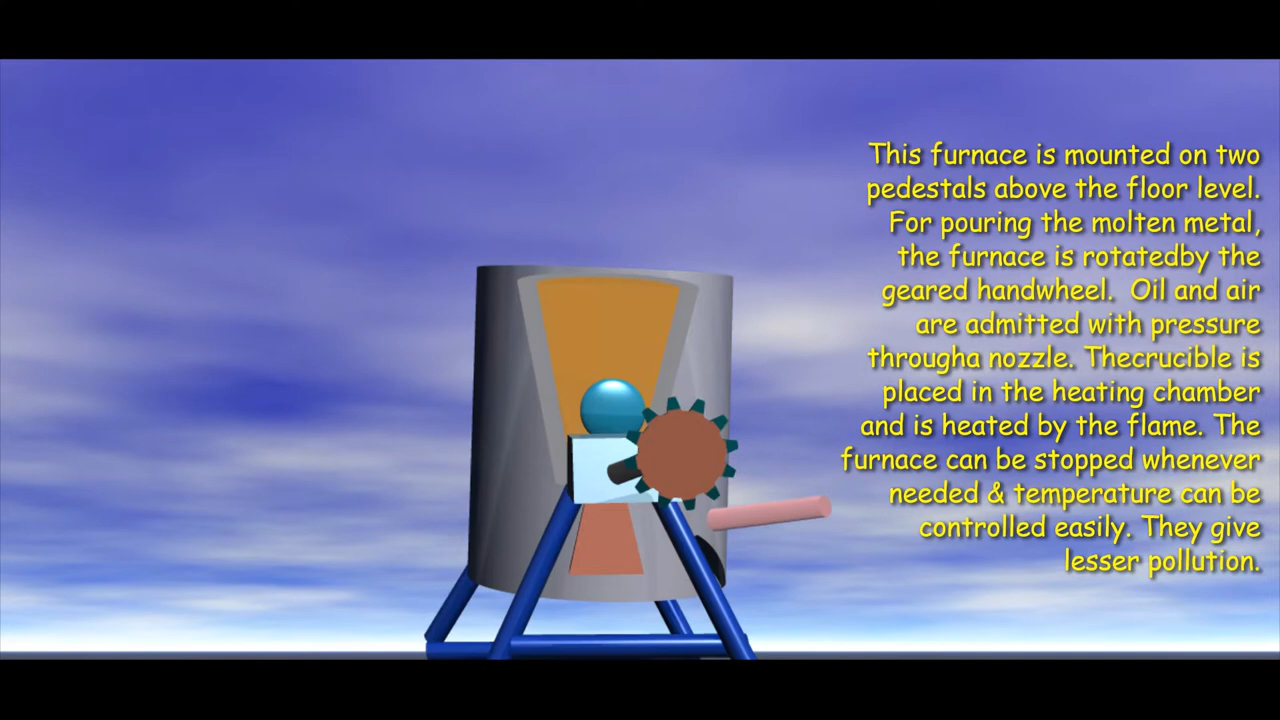 This furnace is mounted on two
pedestals above the floor level.
For pouring the molten metal,
the furnace is rotatedby the
geared handwheel.  Oil and air
are admitted with pressure
througha nozzle. Thecrucible is
placed in the heating chamber
and is heated by the flame. The
furnace can be stopped whenever
needed & temperature can be
controlled easily. They give
lesser pollution.